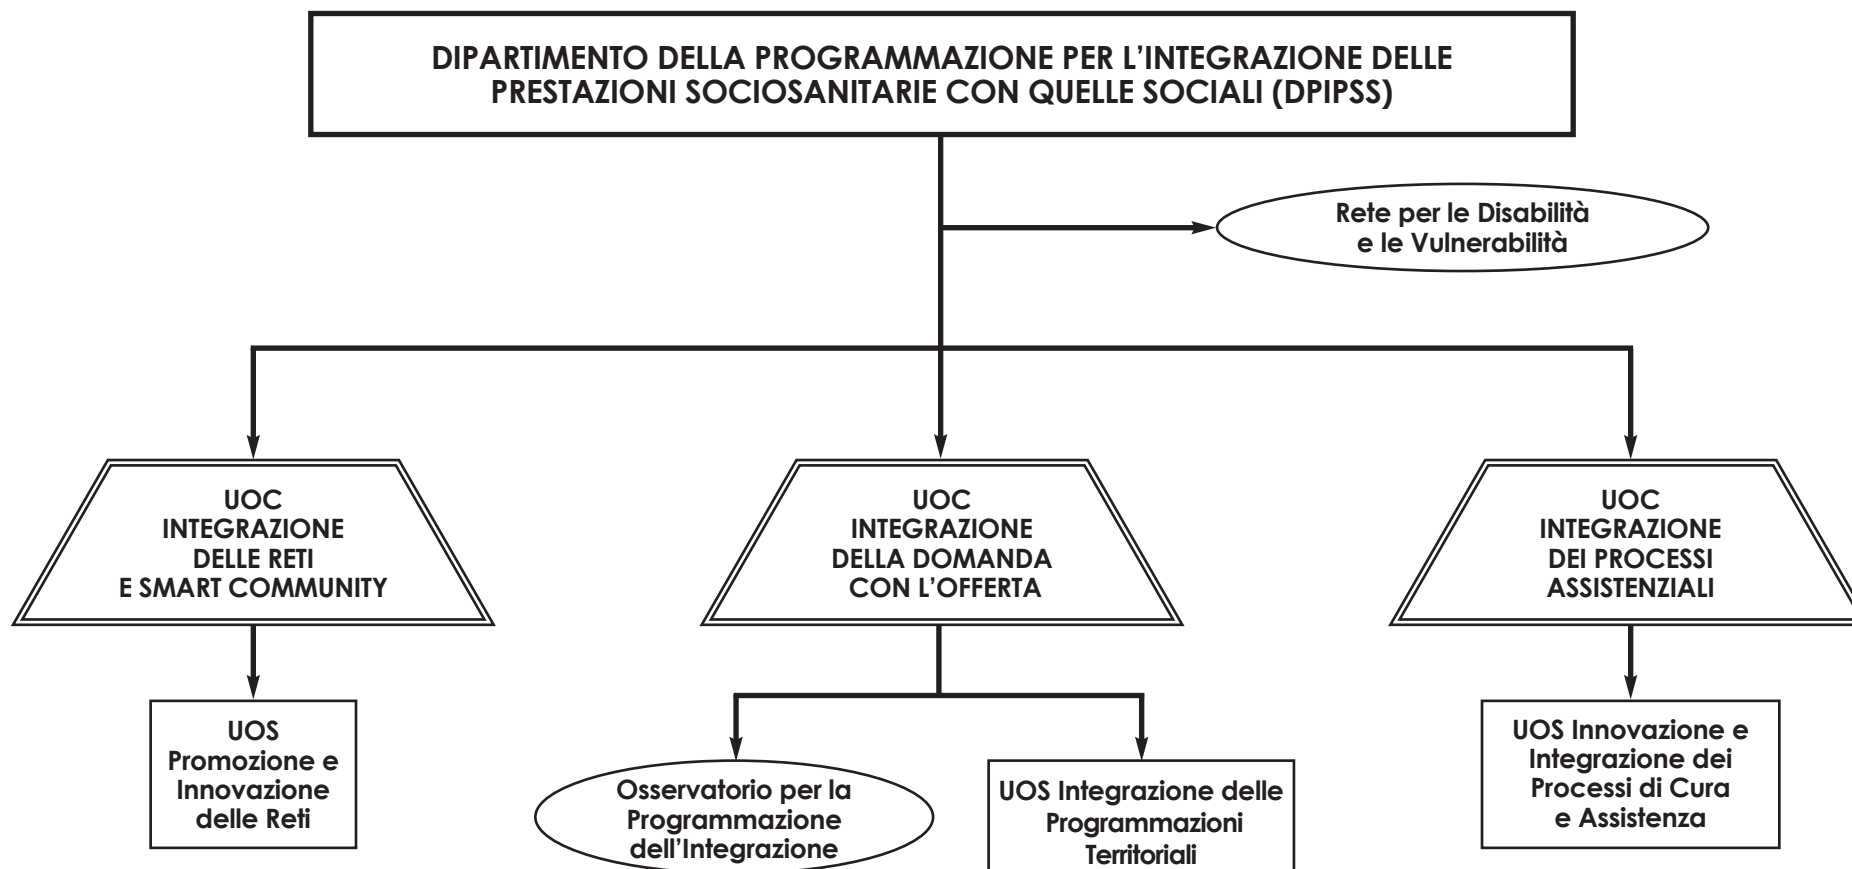 DIPARTIMENTO DELLA PROGRAMMAZIONE PER L’INTEGRAZIONE DELLE
PRESTAZIONI SOCIOSANITARIE CON QUELLE SOCIALI (DPIPSS)
Rete per le Disabilità
e le Vulnerabilità
UOC
INTEGRAZIONE
DELLE RETI
E SMART COMMUNITY
UOC
INTEGRAZIONE
DELLA DOMANDA
CON L’OFFERTA
UOC
INTEGRAZIONE
DEI PROCESSI
ASSISTENZIALI
UOS
Promozione e
Innovazione
delle Reti
Osservatorio per la
Programmazione
dell’Integrazione
UOS Integrazione delle
Programmazioni
Territoriali
UOS Innovazione e
Integrazione dei
Processi di Cura
e Assistenza